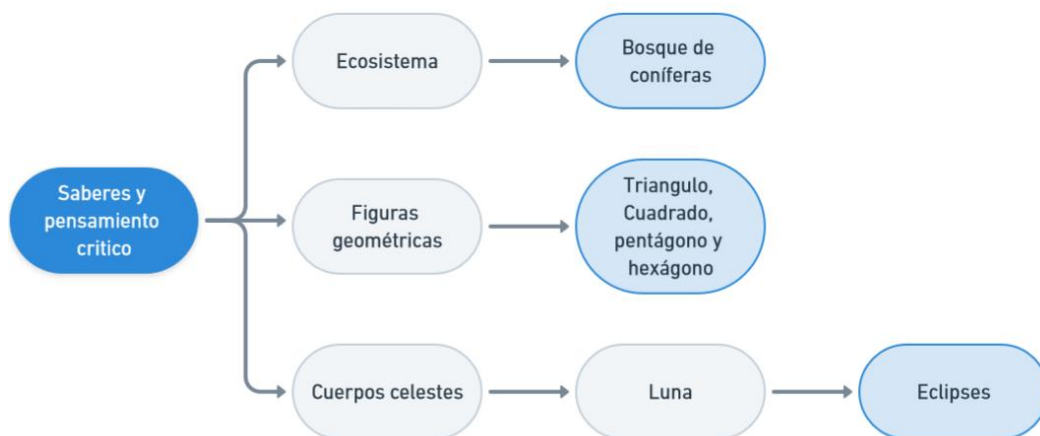 Saberes y
pensamiento
critico
Ecosistema
Bosque de
coníferas
Figuras
geométricas
Triangulo,
Cuadrado,
pentágono y
hexágono
Cuerpos celestes
Luna
Eclipses